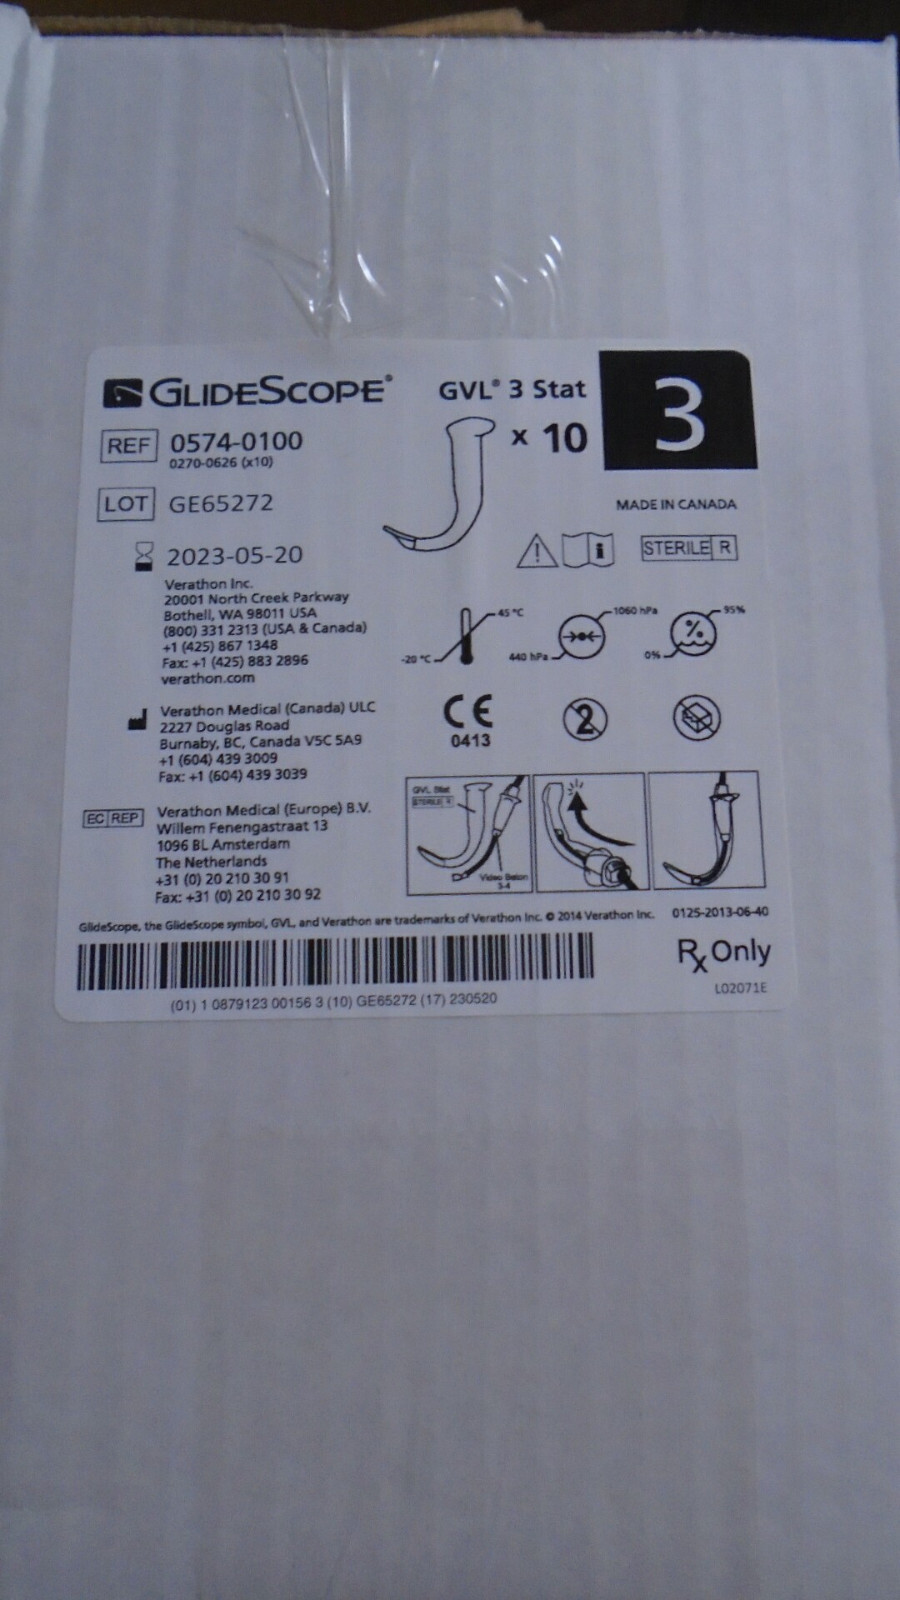 GLIDESCOPE®
GVL® 3 Stat
x 10
3
REF 0574-0100
0270-0626 (x10)
LOT GE65272
MADE IN CANADA
STERILE R
2023-05-20
Verathon Inc.
20001 North Creek Parkway
Bothell, WA 98011 USA
(800) 331 2313 (USA & Canada)
+1 (425) 867 1348
Fax: +1 (425) 883 2896
verathon.com
45 °C
-20 °C
1060 hPa
440 hPa
%
95%
0%
Verathon Medical (Canada) ULC
2227 Douglas Road
Burnaby, BC, Canada V5C 5A9
+1 (604) 439 3009
Fax: +1 (604) 439 3039
CE
0413
2
EC REP
Verathon Medical (Europe) B.V.
Willem Fenengastraat 13
1096 BL Amsterdam
The Netherlands
+31 (0) 20 210 30 91
Fax: +31 (0) 20 210 30 92
GVL Stat
STERILE R
Video Baton
3-4
GlideScope, the GlideScope symbol, GVL, and Verathon are trademarks of Verathon Inc. © 2014 Verathon Inc.
0125-2013-06-40
Rx Only
L02071E
(01) 1 0879123 00156 3 (10) GE65272 (17) 230520